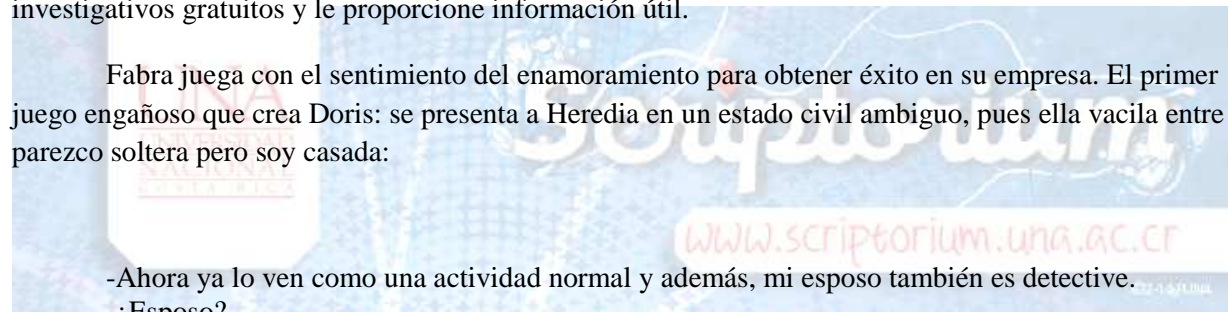 investigativos gratuitos y le proporcione información útil.
Fabra juega con el sentimiento del enamoramiento para obtener éxito en su empresa. El primer
juego engañoso que crea Doris: se presenta a Heredia en un estado civil ambiguo, pues ella vacila entre
parezco soltera pero soy casada:
UNA
UNIVERSIDAD
NACIONAL
COSTA RICA
Scriptorium
www.scriptorium.una.ac.cr
-Ahora ya lo ven como una actividad normal y además, mi esposo también es detective.
-¿Esposo?